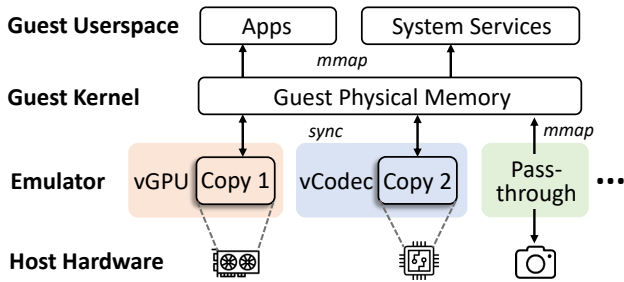 Guest Userspace Apps System Services
mmap
Guest Kernel Guest Physical Memory
sync mmap
Emulator vGPU Copy 1 vCodec Copy 2 Pass-
through ...
Host Hardware